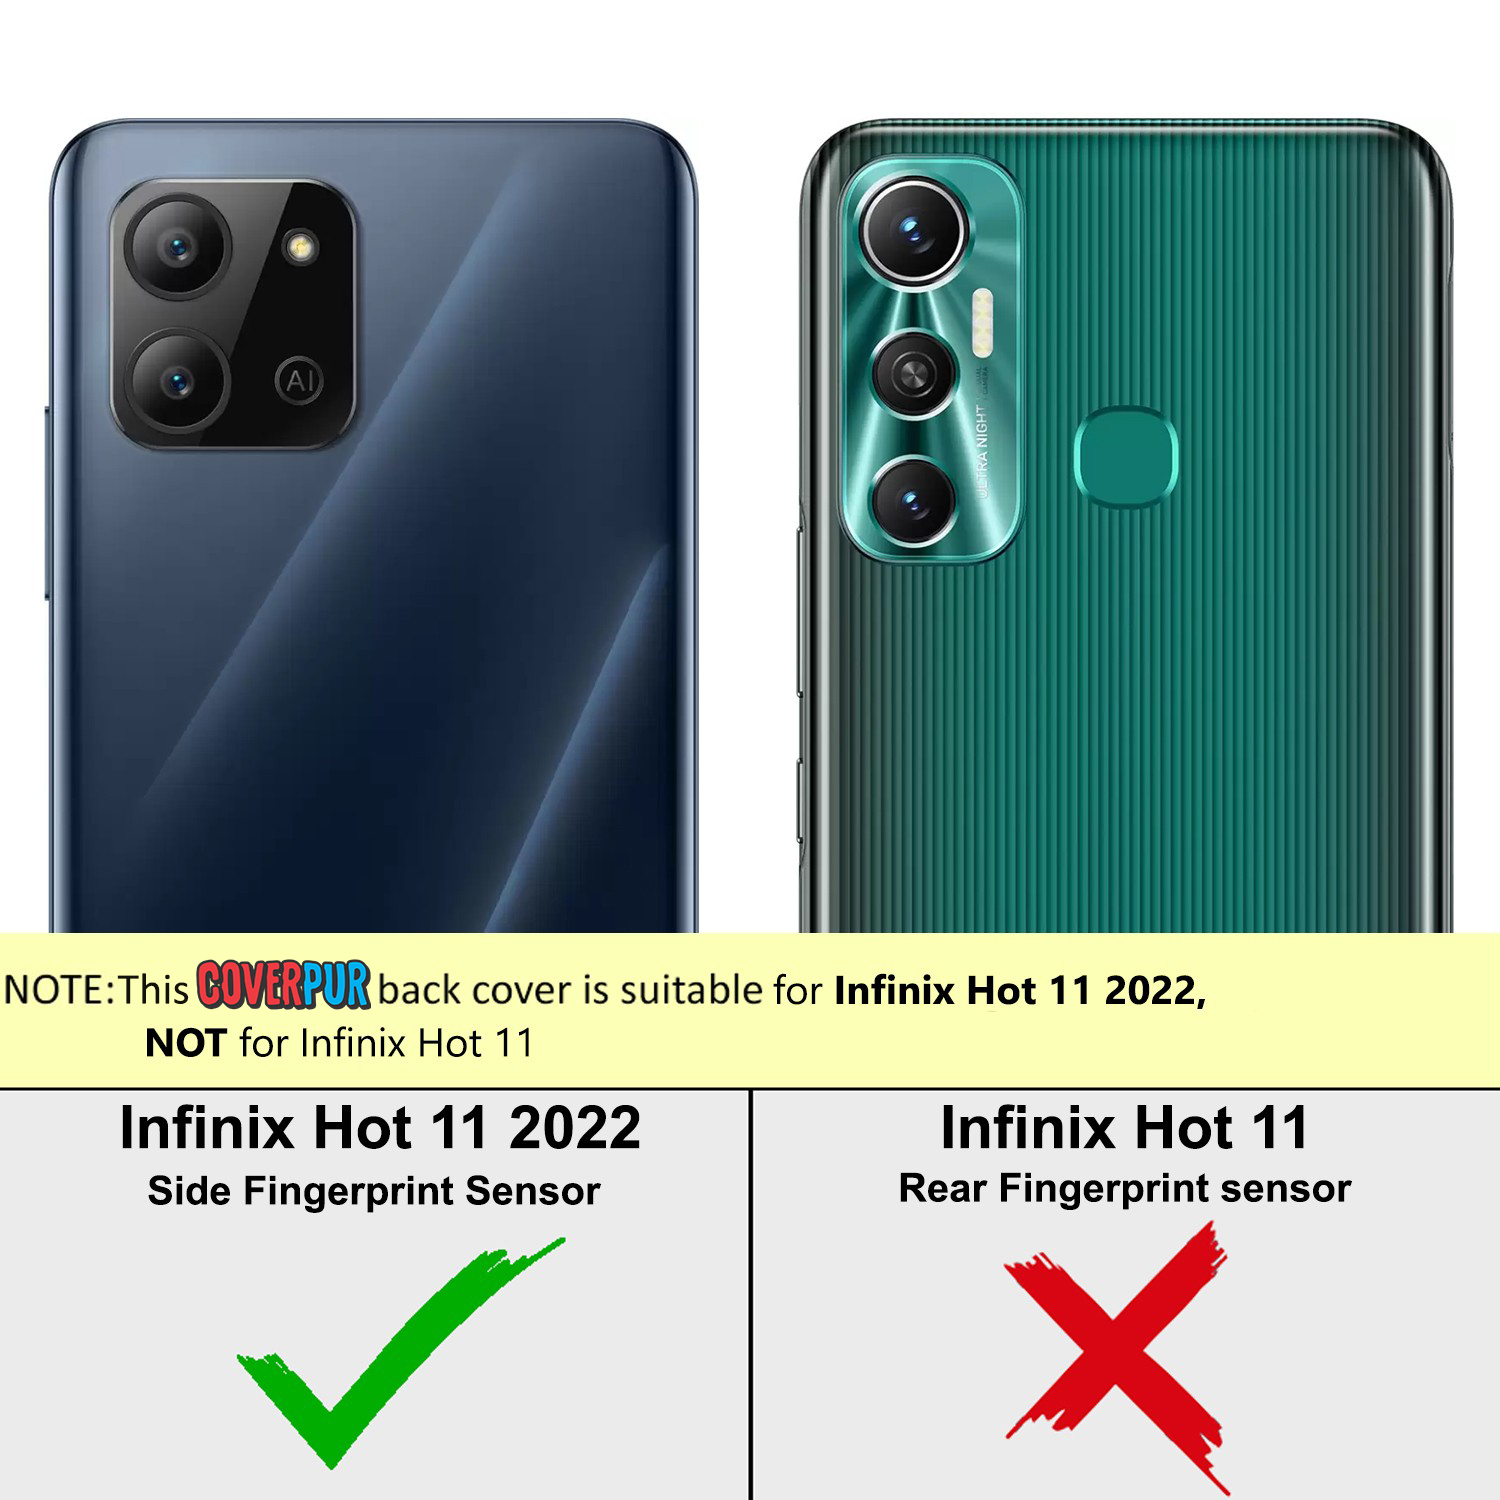 AI
ULTRA NIGHT
NOTE:This COVERPUR back cover is suitable for Infinix Hot 11 2022,
NOT for Infinix Hot 11
Infinix Hot 11 2022
Side Fingerprint Sensor
Infinix Hot 11
Rear Fingerprint sensor